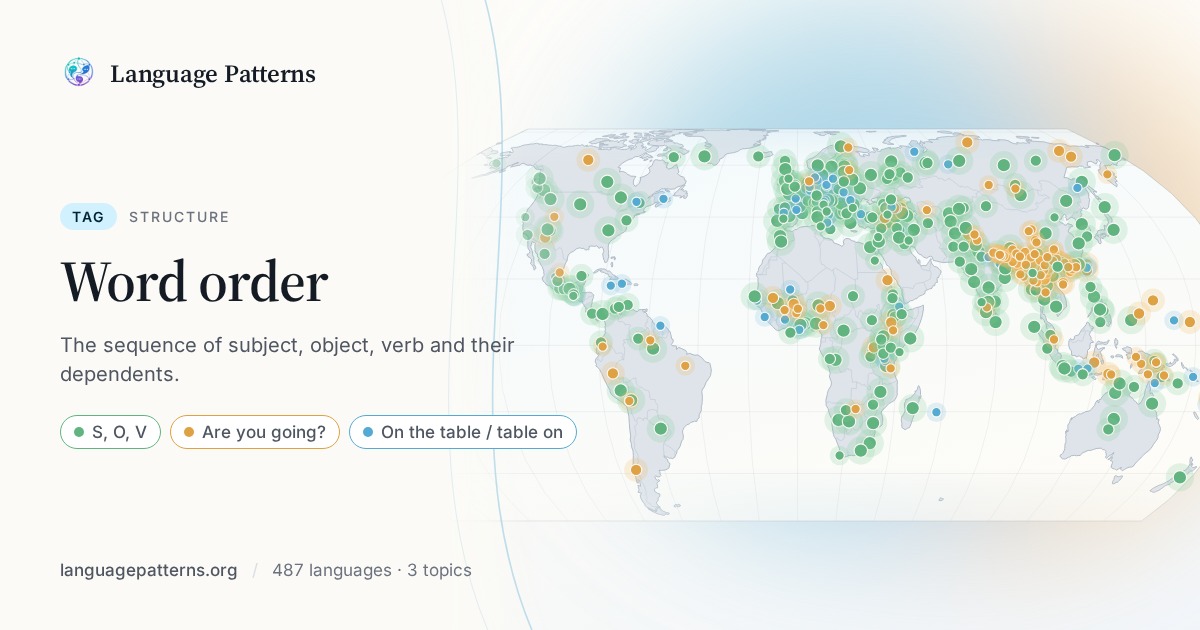 Language Patterns
TAG STRUCTURE
Word order
The sequence of subject, object, verb and their
dependents.
S, O, V Are you going? On the table / table on
languagepatterns.org / 487 languages · 3 topics